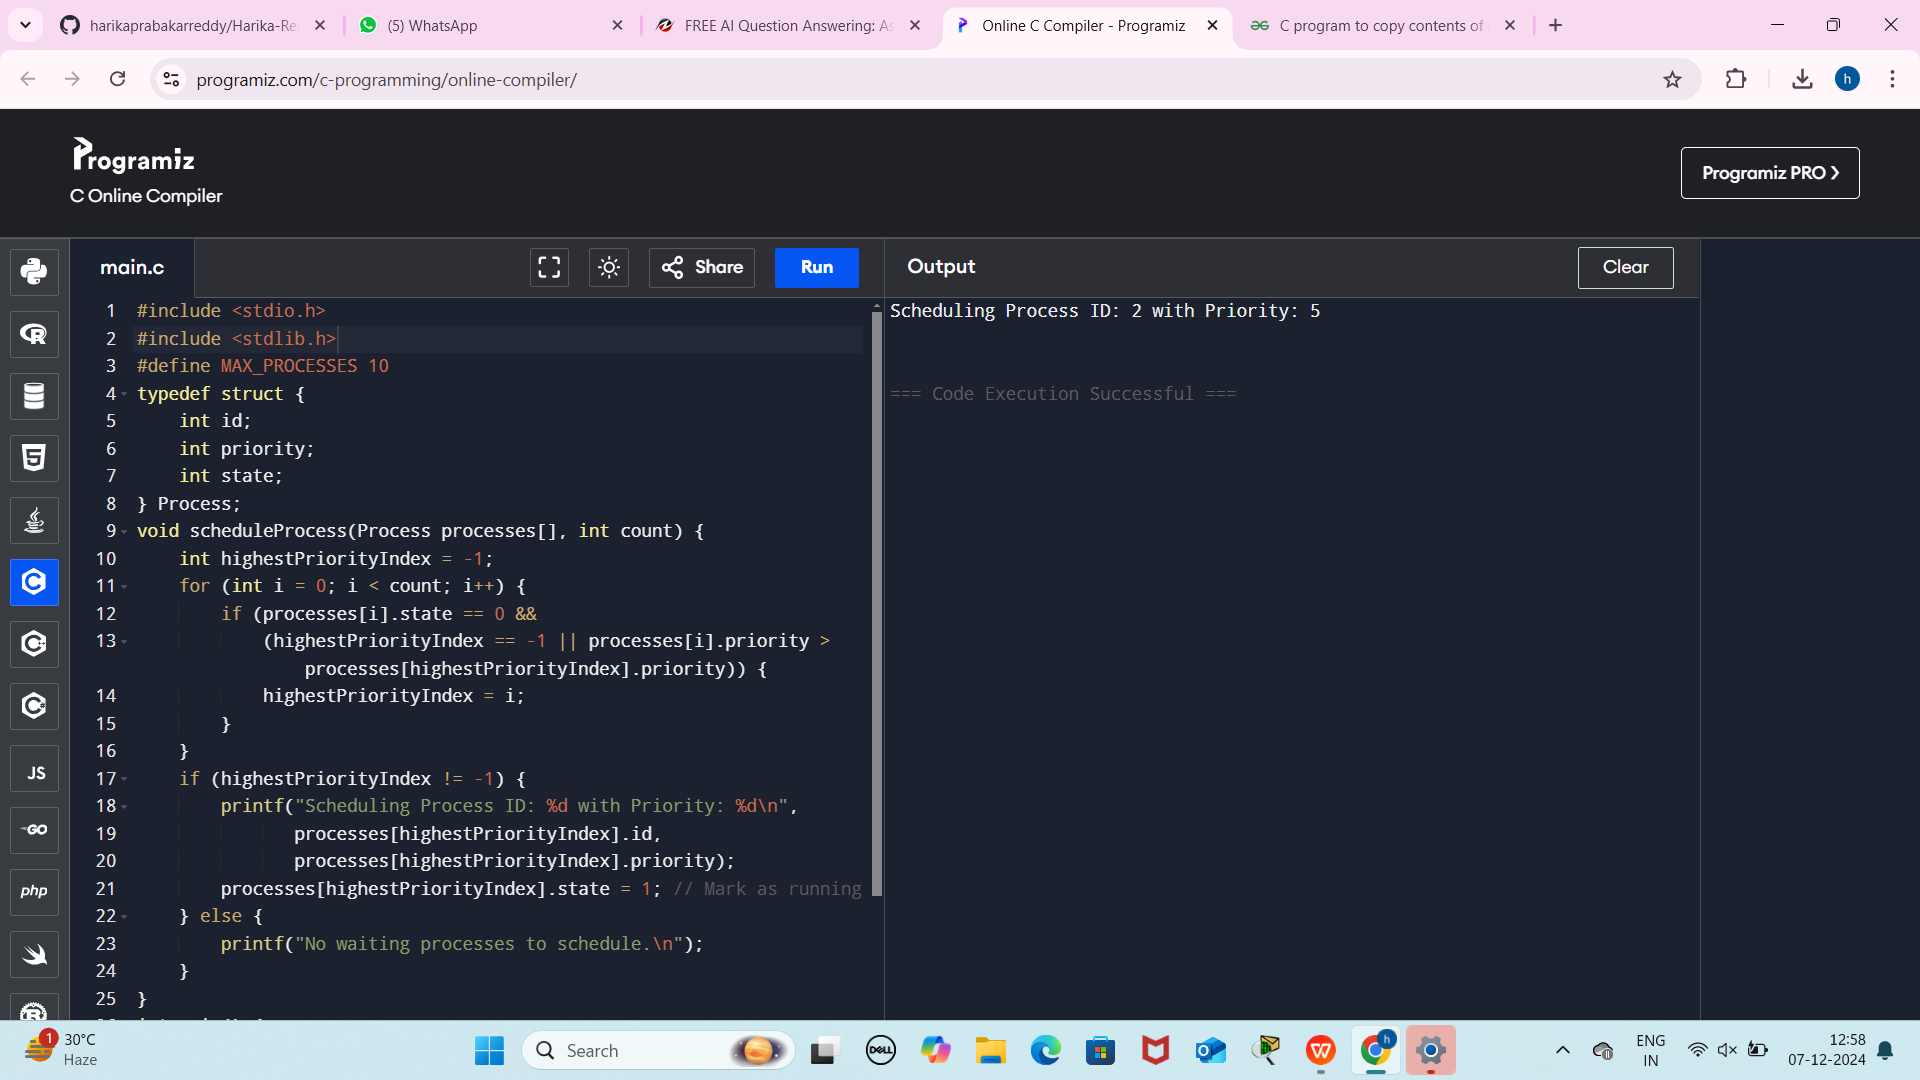 harikaprabakarreddy/Harika-Re
(5) WhatsApp
FREE AI Question Answering: As
Online C Compiler - Programiz
C program to copy contents of
programiz.com/c-programming/online-compiler/
h
Programiz
C Online Compiler
Programiz PRO
main.c
Share
Run
Output
Clear
1 #include <stdio.h>
2 #include <stdlib.h>
3 #define MAX_PROCESSES 10
4 typedef struct {
5 int id;
6 int priority;
7 int state;
8 } Process;
9 void scheduleProcess(Process processes[], int count) {
10 int highestPriorityIndex = -1;
11 for (int i = 0; i < count; i++) {
12 if (processes[i].state == 0 &&
13 (highestPriorityIndex == -1 || processes[i].priority >
processes[highestPriorityIndex].priority)) {
14 highestPriorityIndex = i;
15 }
16 }
17 if (highestPriorityIndex != -1) {
18 printf("Scheduling Process ID: %d with Priority: %d\n",
19 processes[highestPriorityIndex].id,
20 processes[highestPriorityIndex].priority);
21 processes[highestPriorityIndex].state = 1; // Mark as running
22 } else {
23 printf("No waiting processes to schedule.\n");
24 }
25 }
Scheduling Process ID: 2 with Priority: 5
=== Code Execution Successful ===
R
5
C
C
C
JS
GO
php
R
1
30°C
Haze
Search
DELL
W
h
ENG
IN
12:58
07-12-2024